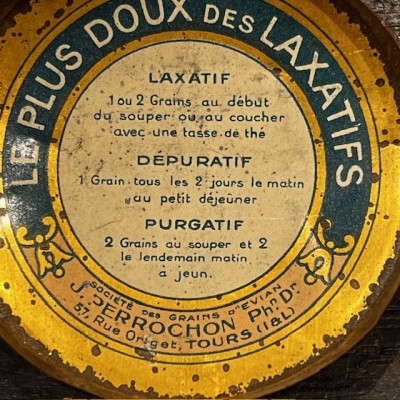 LE PLUS DOUX DES LAXATIFS
LAXATIF
1 ou 2 Grains au début
du souper ou au coucher
avec une tasse de thé
DÉPURATIF
1 Grain tous les 2 jours le matin
au petit déjeûner
PURGATIF
2 Grains au souper et 2
le lendemain matin
à jeun.
SOCIÉTÉ DES GRAINS D'EVIAN
J. PERROCHON Phn Dr
57, Rue Origet, TOURS (I&L)